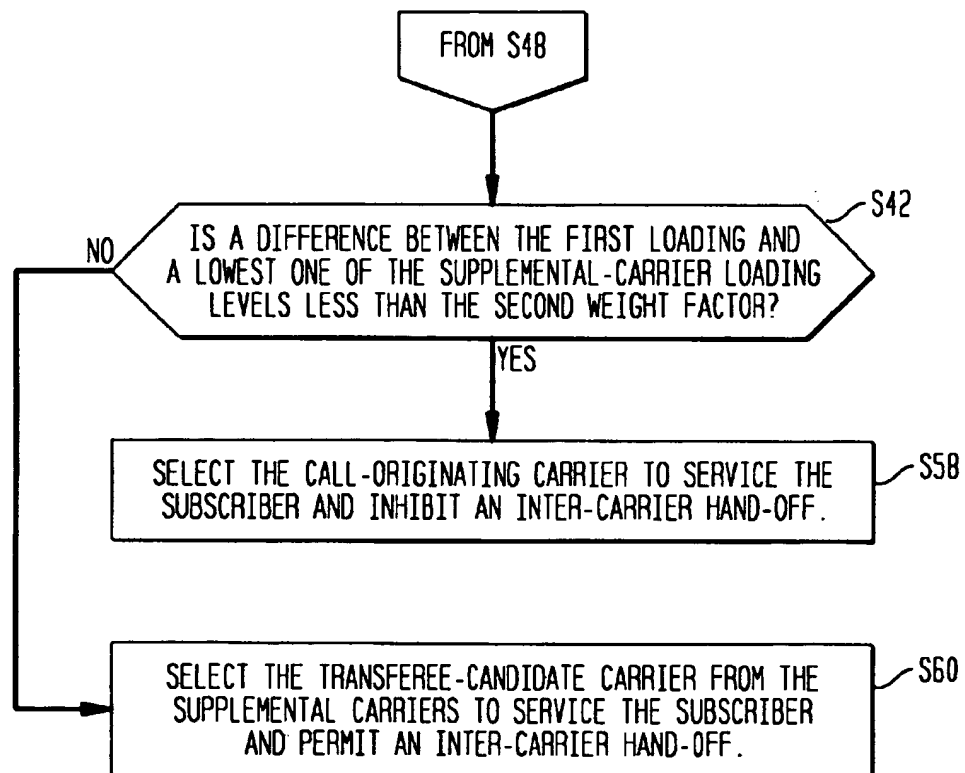 FROM S48
S42
IS A DIFFERENCE BETWEEN THE FIRST LOADING AND
A LOWEST ONE OF THE SUPPLEMENTAL-CARRIER LOADING
LEVELS LESS THAN THE SECOND WEIGHT FACTOR?
NO
YES
SELECT THE CALL-ORIGINATING CARRIER TO SERVICE THE
SUBSCRIBER AND INHIBIT AN INTER-CARRIER HAND-OFF.
S58
SELECT THE TRANSFEREE-CANDIDATE CARRIER FROM THE
SUPPLEMENTAL CARRIERS TO SERVICE THE SUBSCRIBER
AND PERMIT AN INTER-CARRIER HAND-OFF.
S60